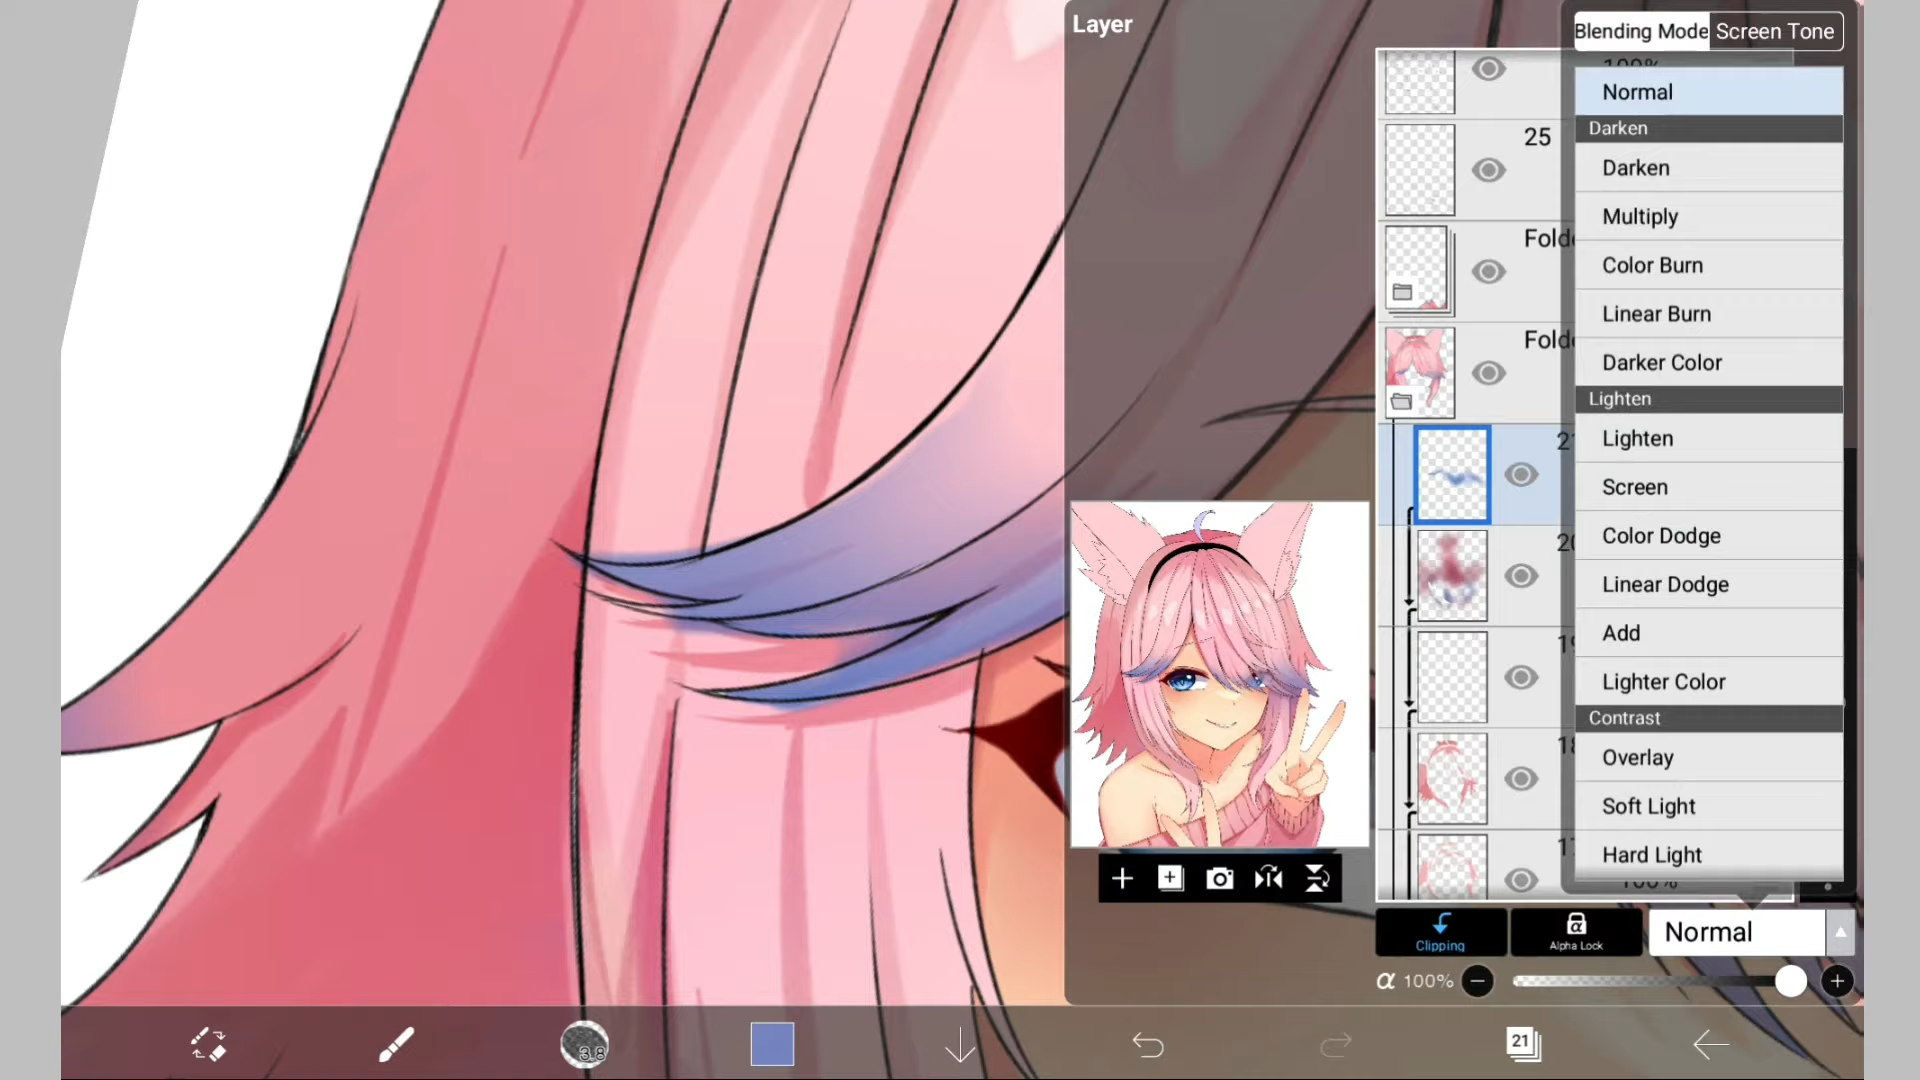 Layer
Blending Mode
Screen Tone
Normal
25
Darken
Darken
Multiply
Color Burn
Linear Burn
Darker Color
Lighten
Lighten
Screen
Color Dodge
Linear Dodge
Add
Lighter Color
Contrast
Overlay
Soft Light
Hard Light
Clipping
α
Alpha Lock
Normal
α 100%
3.8
21